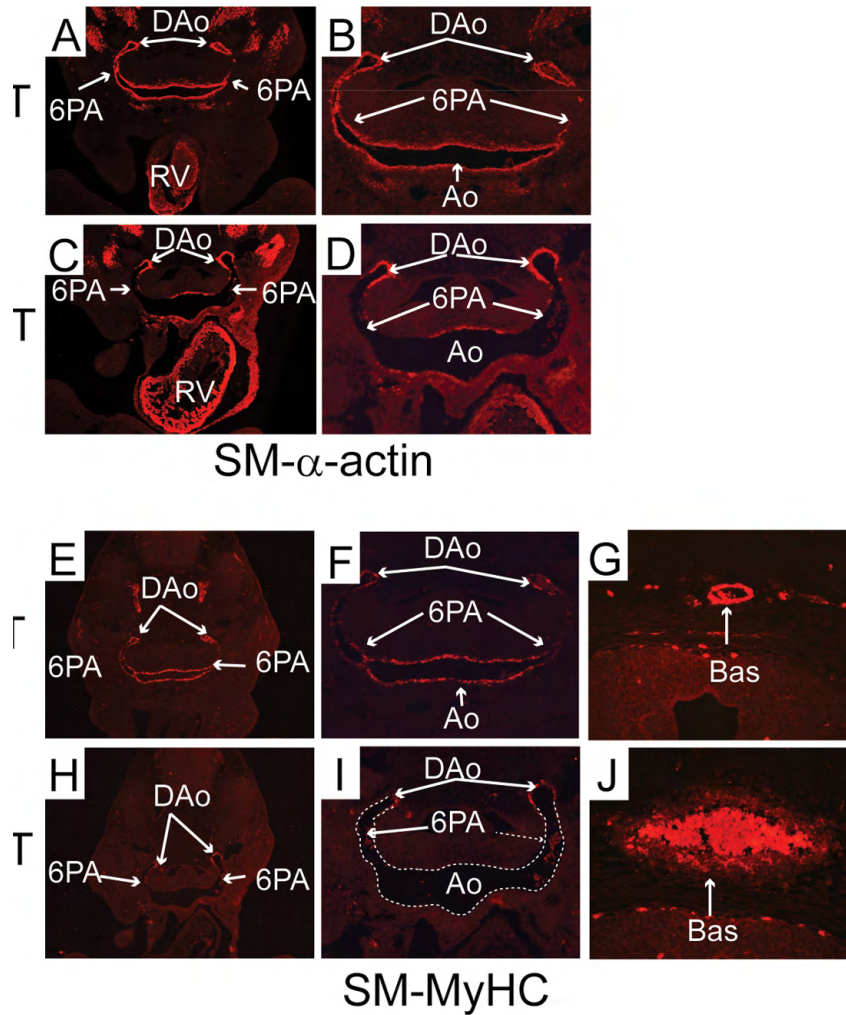 A DAo
B DAo
T 6PA 6PA
6PA
RV Ao
C DAo
D DAo
6PA 6PA
6PA
T RV Ao
SM-α-actin
E DAo
F DAo
G
6PA 6PA
6PA
Ao Bas
H DAo
I DAo
J
T 6PA 6PA
6PA
Ao Bas
SM-MyHC